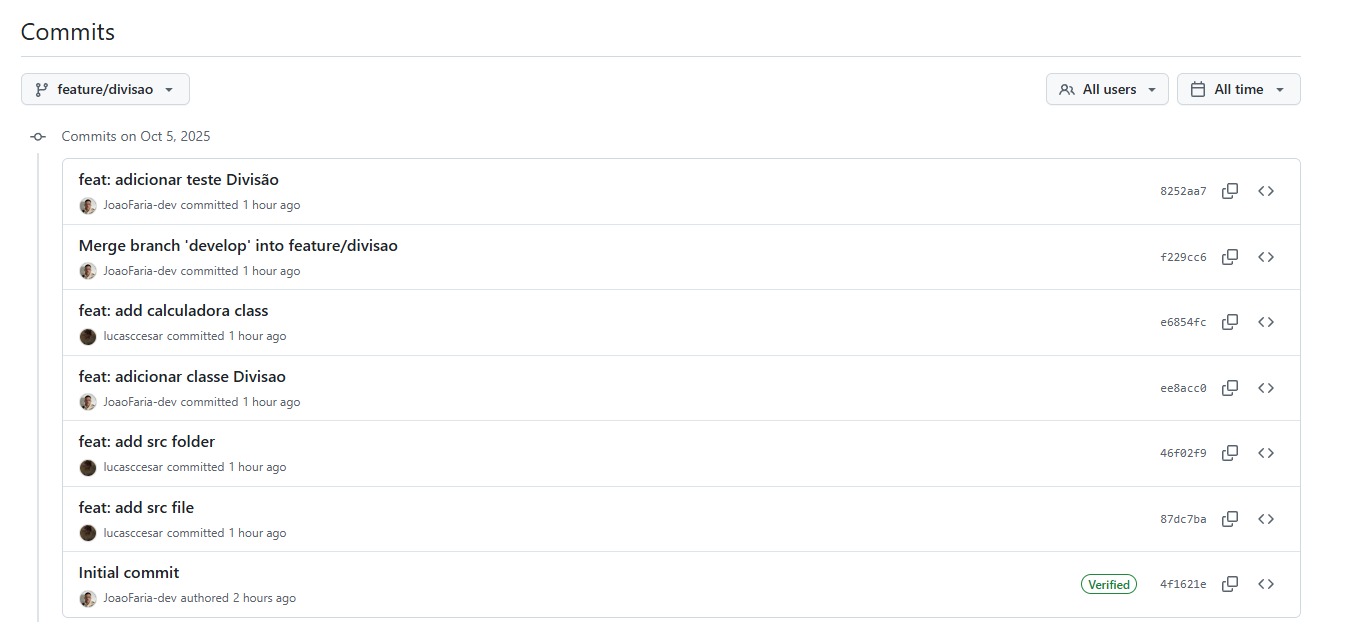 Commits
feature/divisao
All users
All time
Commits on Oct 5, 2025
feat: adicionar teste Divisão
JoaoFaria-dev committed 1 hour ago
8252aa7
Merge branch 'develop' into feature/divisao
JoaoFaria-dev committed 1 hour ago
f229cc6
feat: add calculadora class
lucasccesar committed 1 hour ago
e6854fc
feat: adicionar classe Divisao
JoaoFaria-dev committed 1 hour ago
ee8acc0
feat: add src folder
lucasccesar committed 1 hour ago
46f02f9
feat: add src file
lucasccesar committed 1 hour ago
87dc7ba
Initial commit
JoaoFaria-dev authored 2 hours ago
Verified
4f1621e